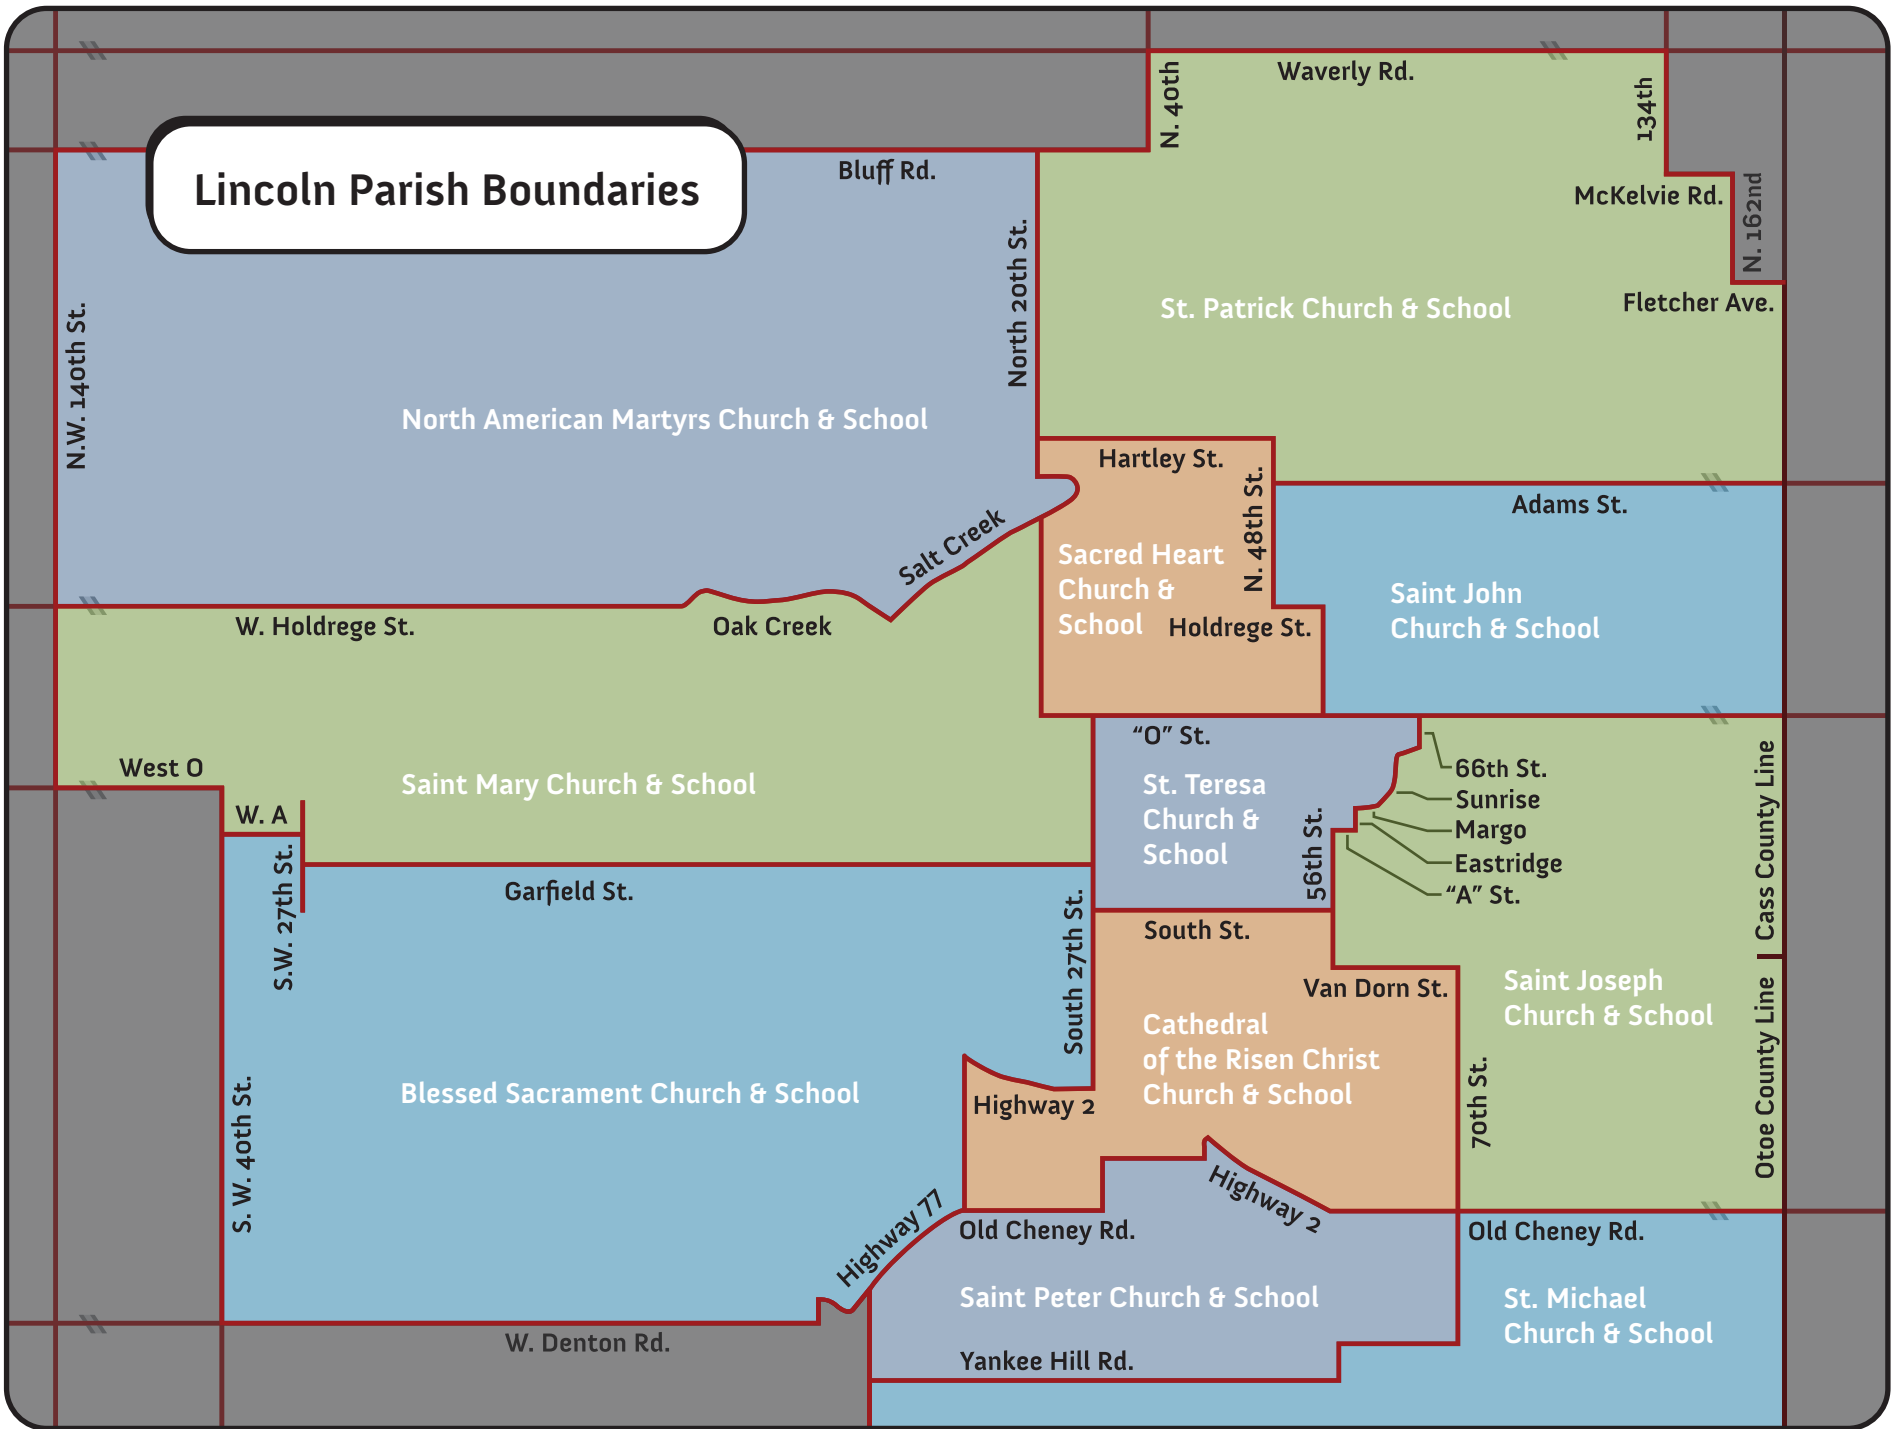 Waverly Rd.
N. 40th
134th
Lincoln Parish Boundaries
Bluff Rd.
McKelvie Rd.
N. 162nd
North 20th St.
Fletcher Ave.
St. Patrick Church & School
N.W. 140th St.
North American Martyrs Church & School
Hartley St.
N. 48th St.
Adams St.
Salt Creek
Sacred Heart
Church &
School
Saint John
Church & School
W. Holdrege St.
Oak Creek
Holdrege St.
"O" St.
66th St.
Sunrise
Margo
Eastridge
"A" St.
Cass County Line
West O
Saint Mary Church & School
St. Teresa
Church &
School
56th St.
W. A
S.W. 27th St.
Garfield St.
South 27th St.
South St.
Van Dorn St.
Saint Joseph
Church & School
Otoe County Line
Cathedral
of the Risen Christ
Church & School
70th St.
Blessed Sacrament Church & School
Highway 2
S. W. 40th St.
Highway 77
Highway 2
Old Cheney Rd.
Old Cheney Rd.
Saint Peter Church & School
St. Michael
Church & School
W. Denton Rd.
Yankee Hill Rd.